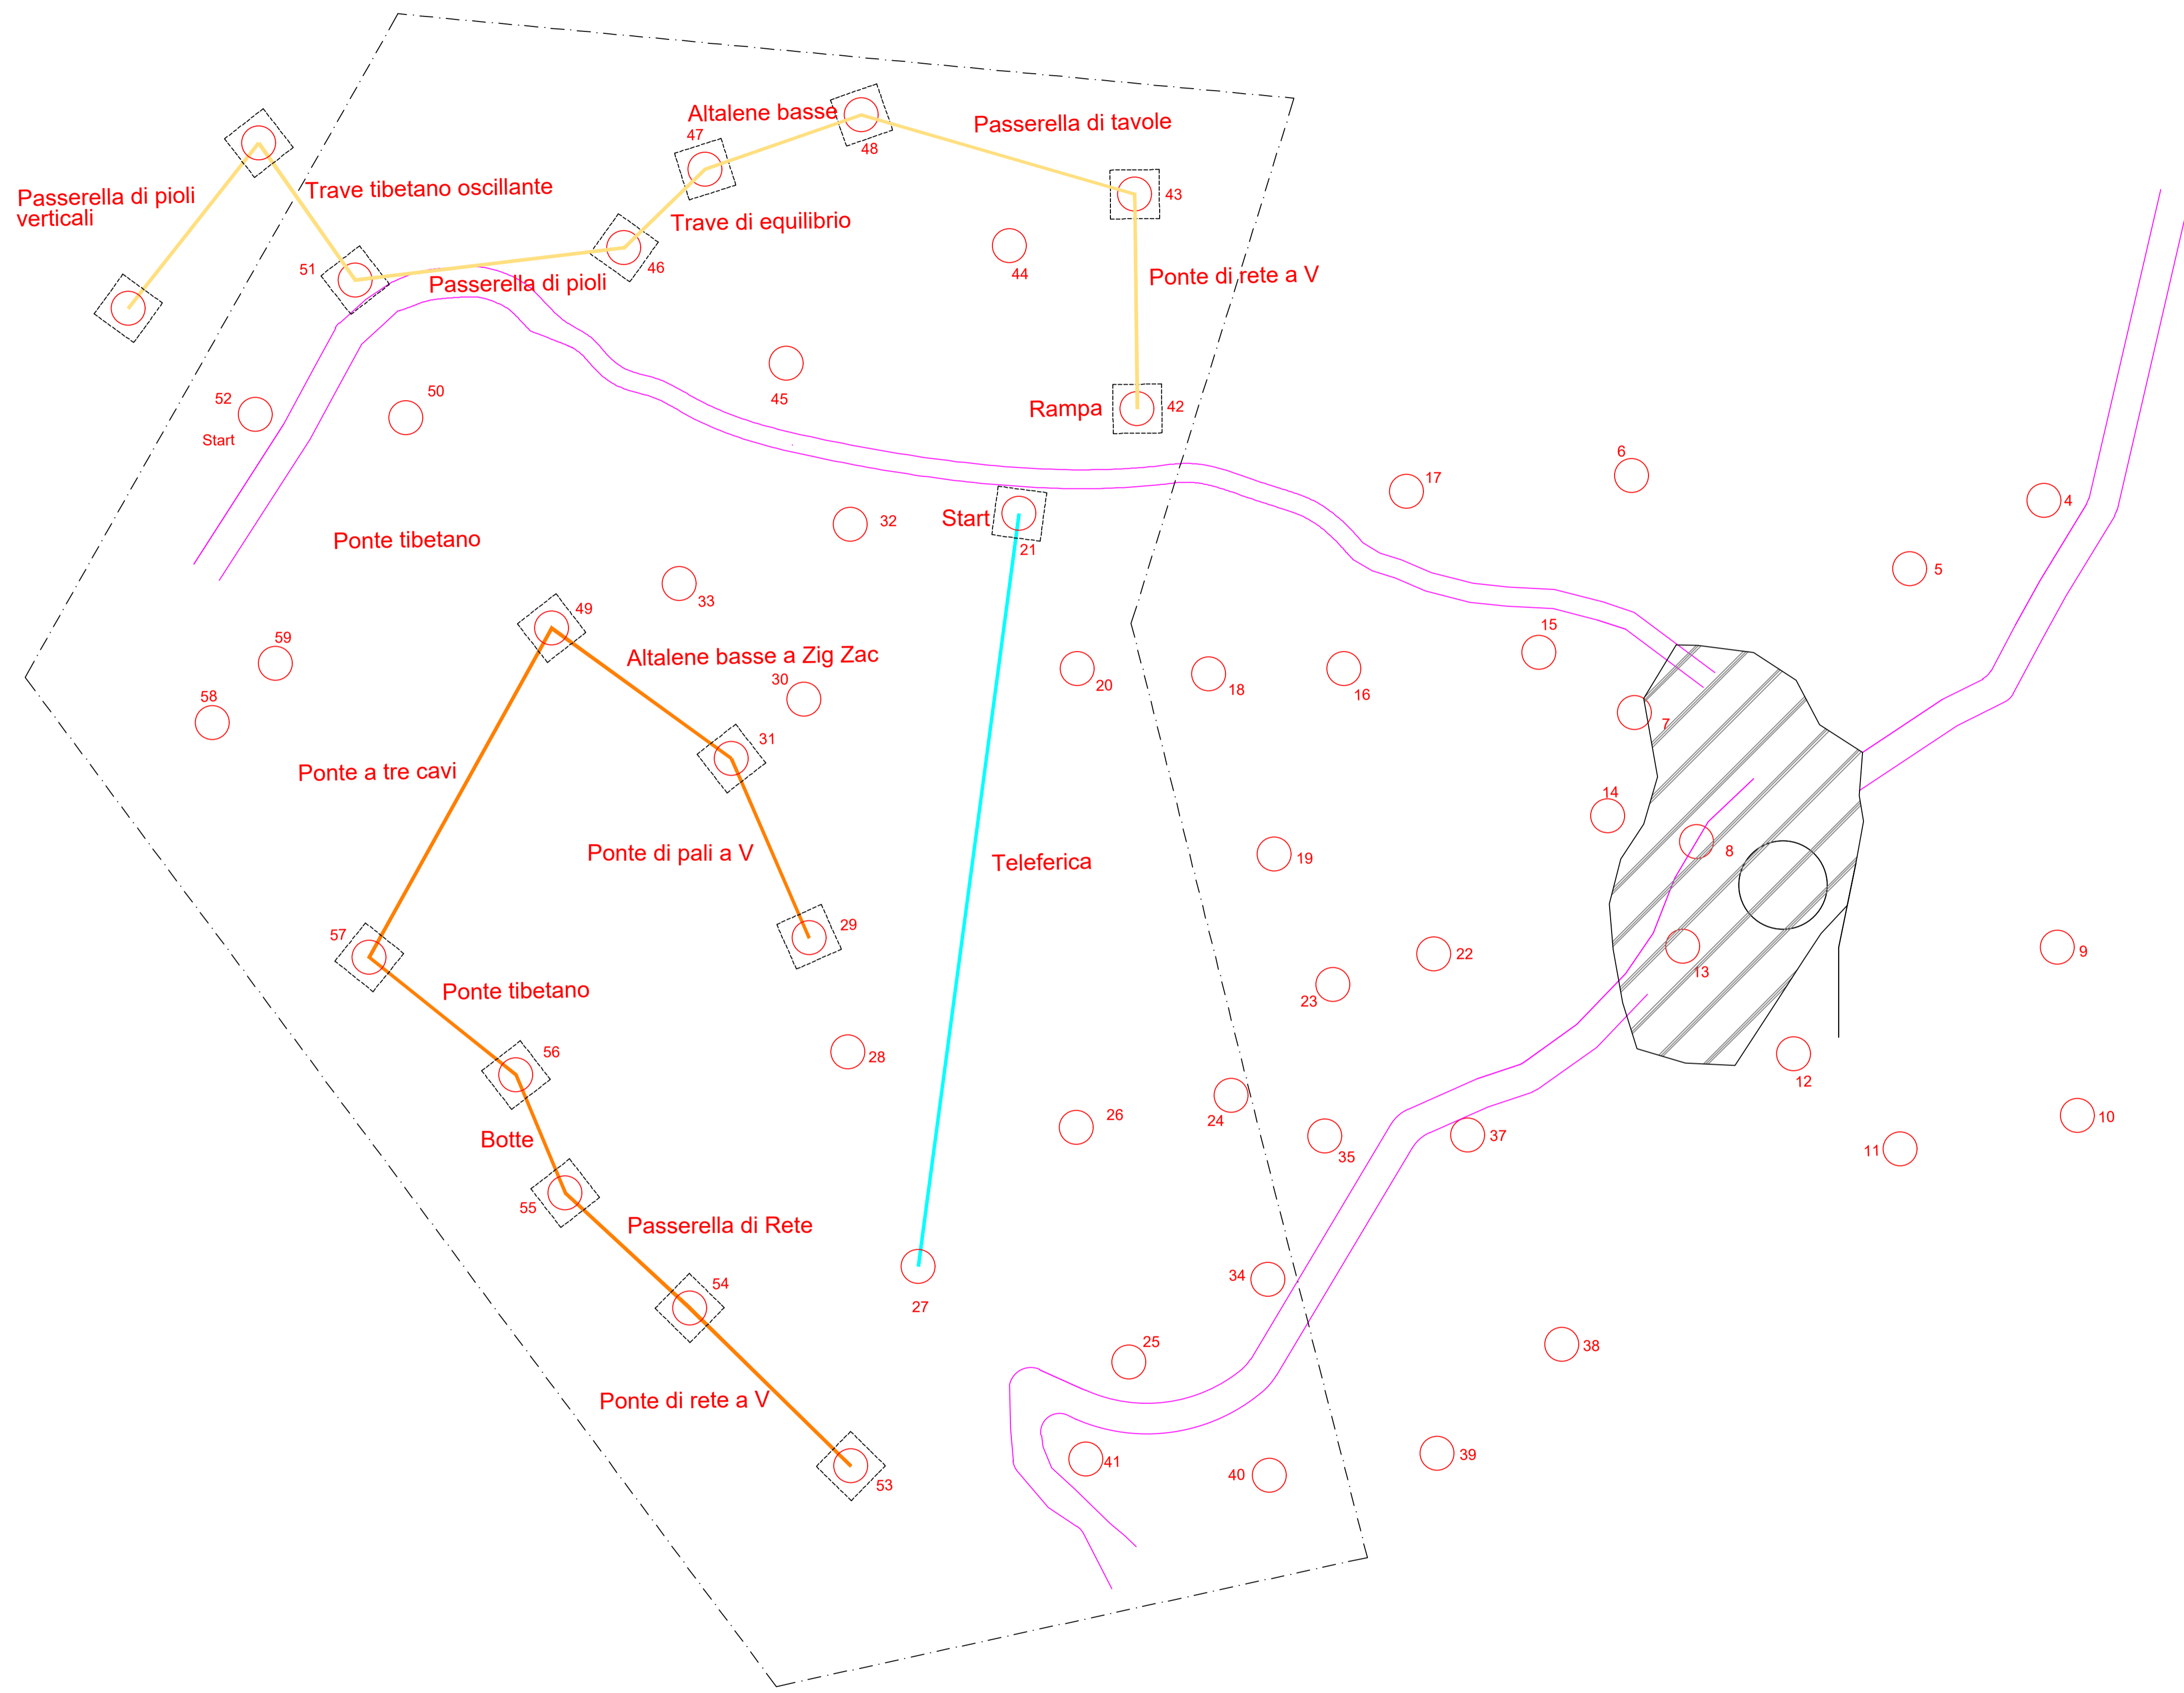 Altalene basse
47
48
Passerella di tavole
Passerella di pioli
verticali
Trave tibetano oscillante
43
Trave di equilibrio
44
46
51
Passerella di pioli
Ponte di rete a V
45
50
52
Start
Rampa
42
6
17
4
32
Start
21
Ponte tibetano
5
33
49
59
58
Altalene basse a Zig Zac
30
31
20
18
16
15
7
Ponte a tre cavi
14
8
Ponte di pali a V
Teleferica
19
29
57
22
9
13
23
Ponte tibetano
56
28
12
26
24
35
37
10
11
Botte
55
Passerella di Rete
54
27
34
25
38
Ponte di rete a V
53
41
40
39